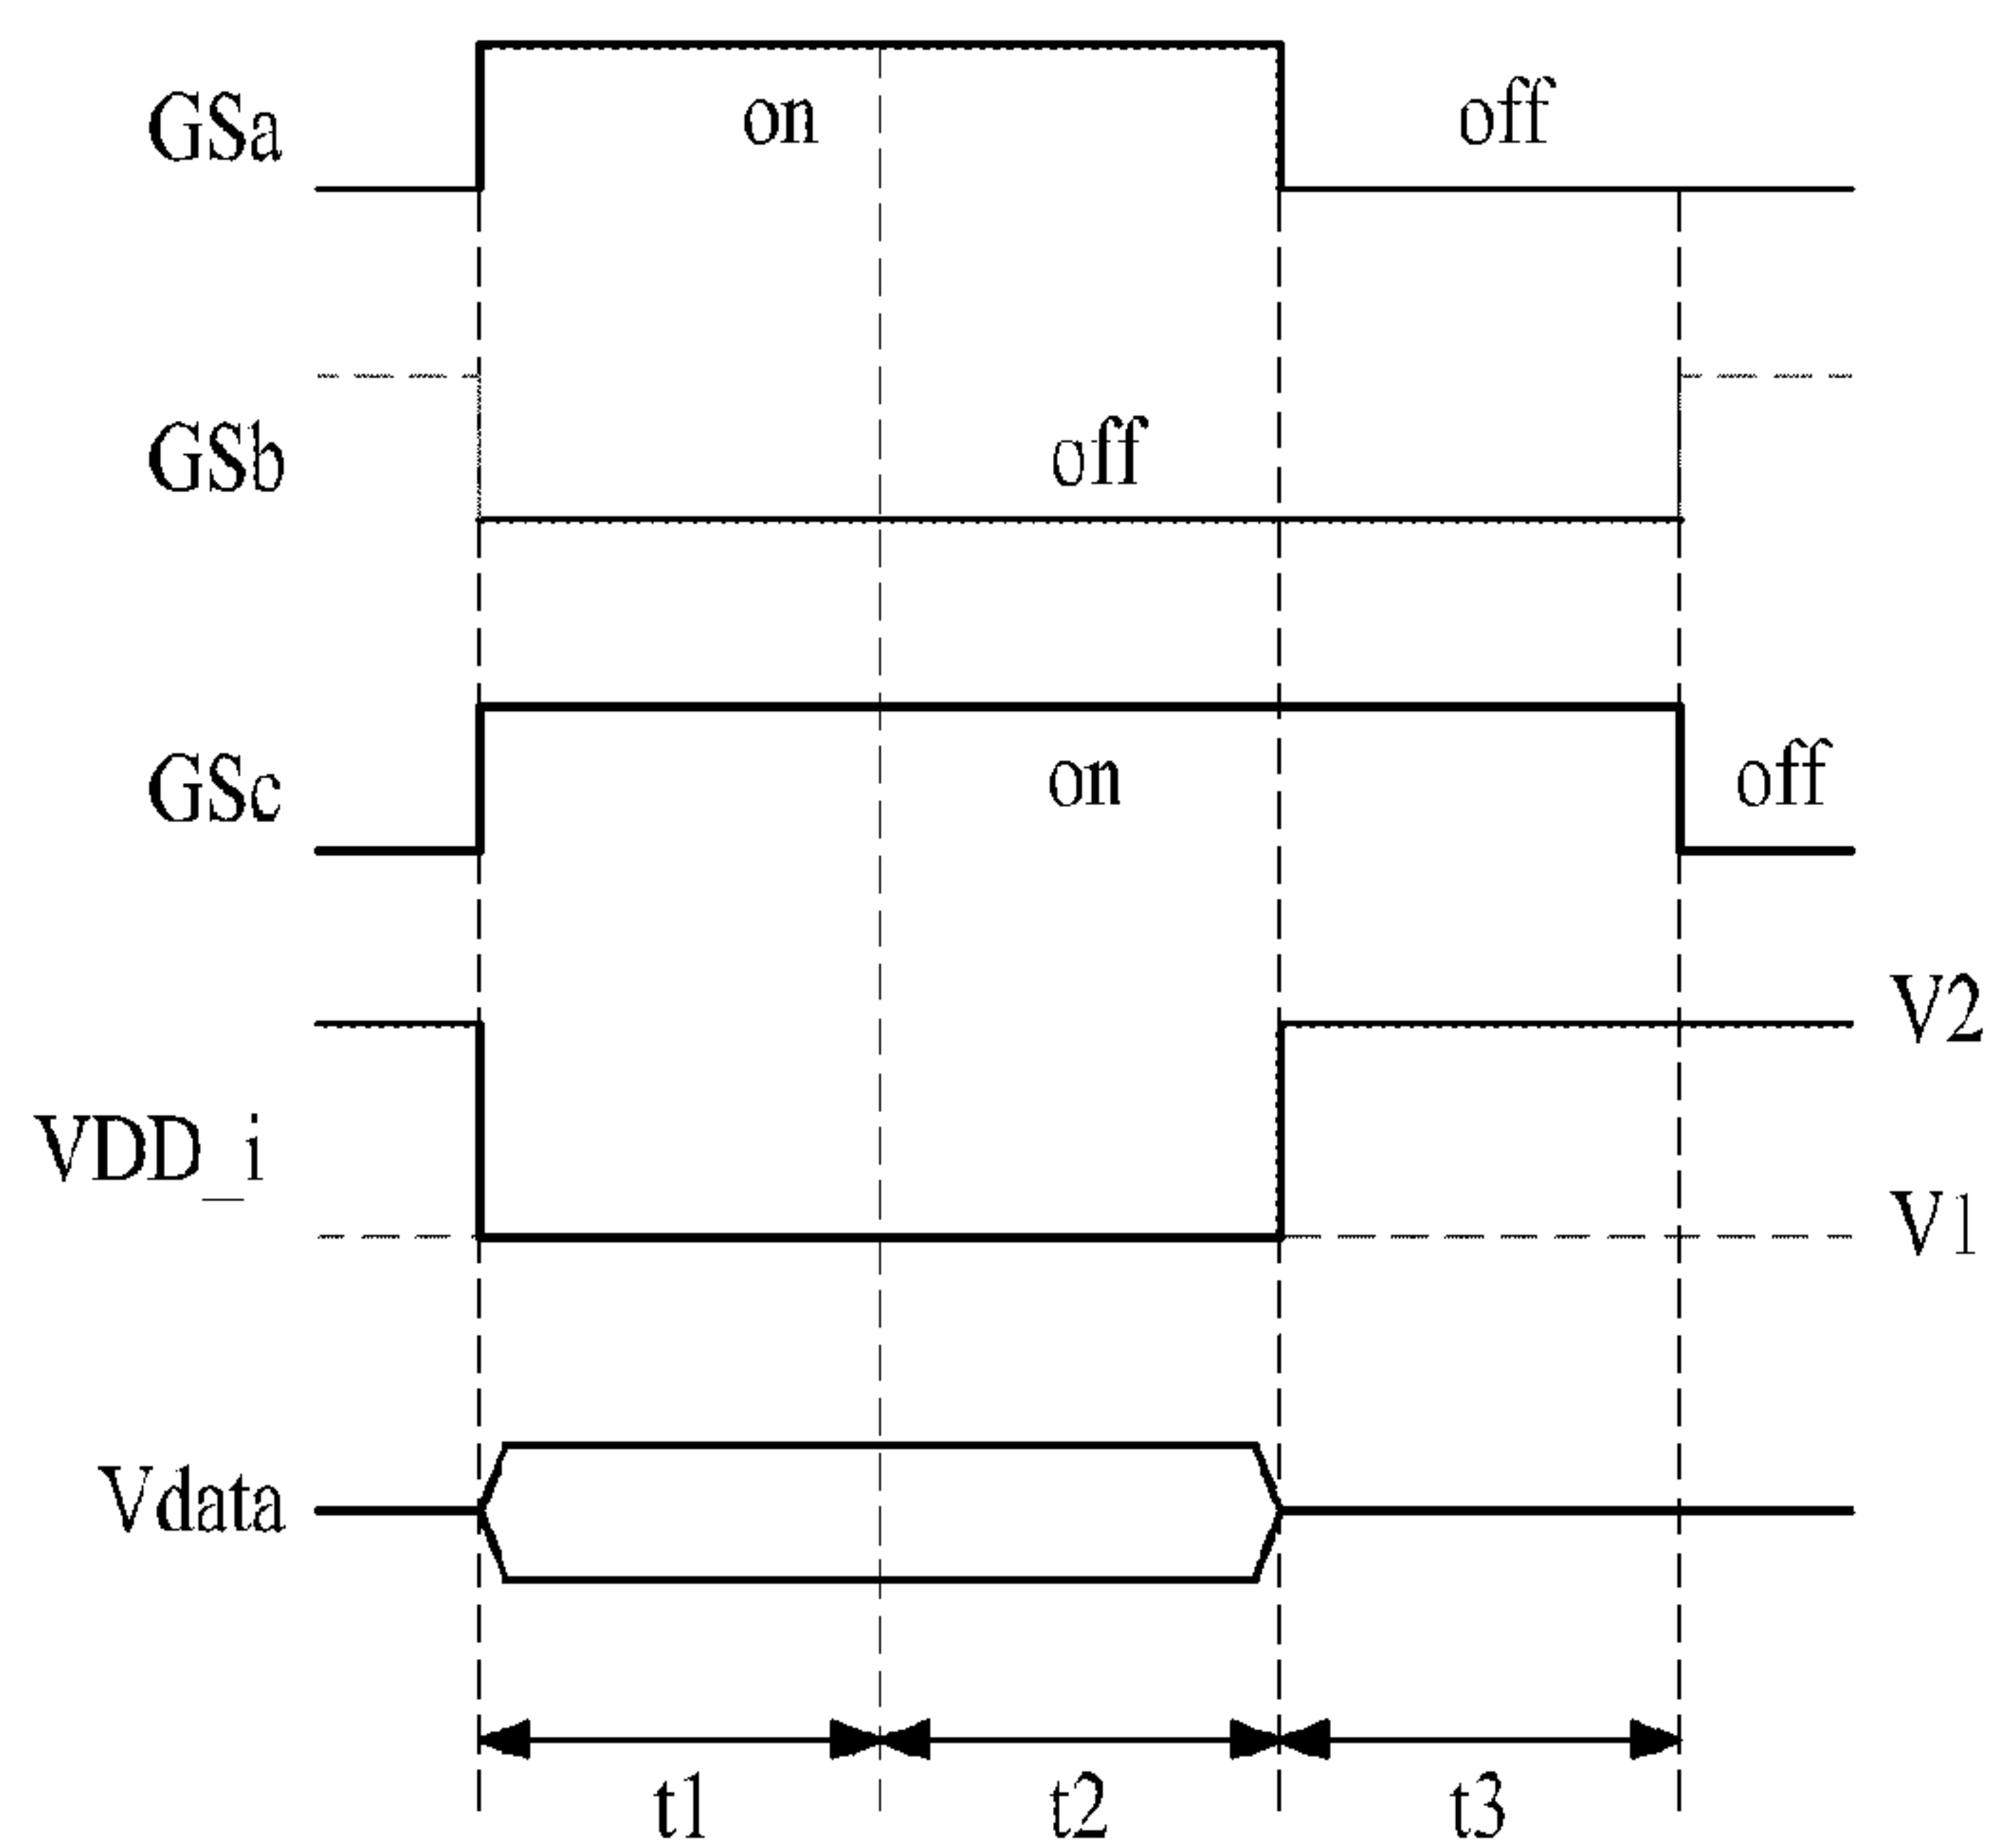 GSa
on
off
GSb
off
GSc
on
off
V2
VDD_i
V1
Vdata
t1
t2
t3